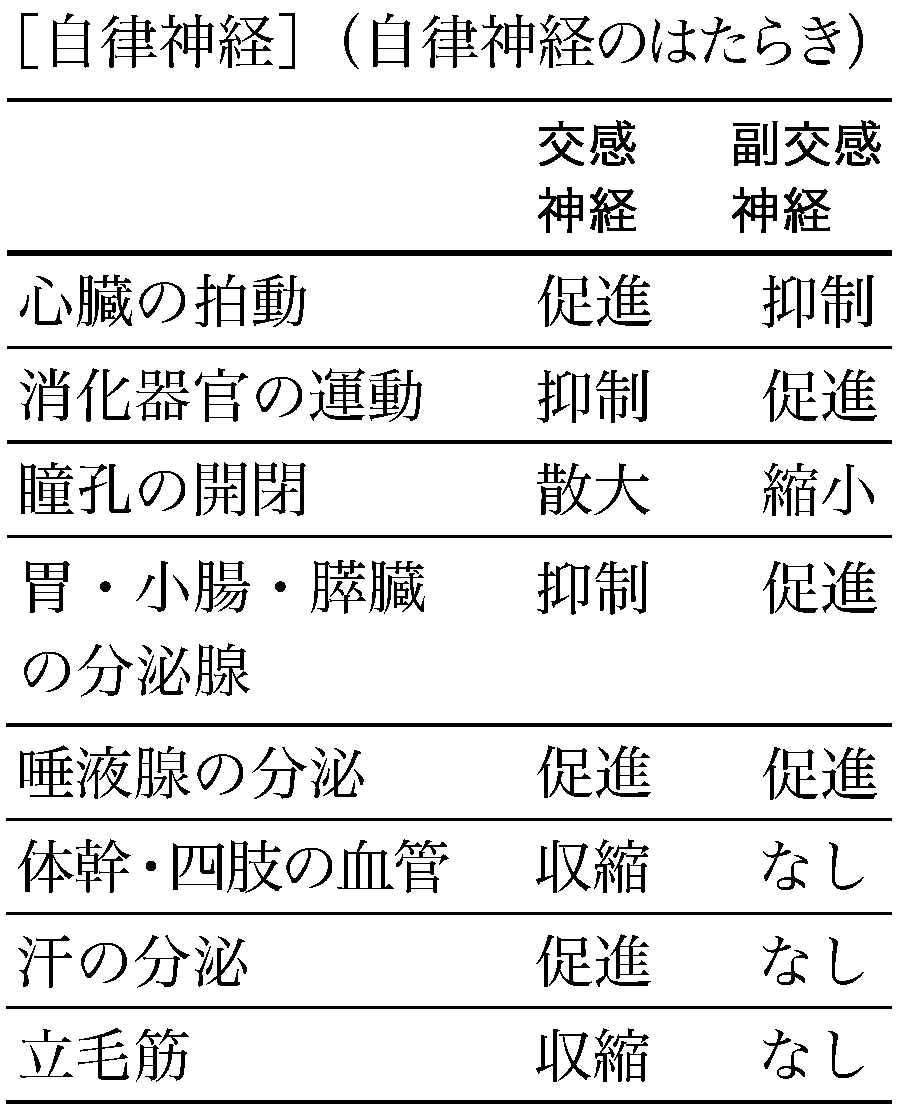 ［自律神経］（自律神経のはたらき）
交感 副交感
神経 神経
心臓の拍動 促進 抑制
消化器官の運動 抑制 促進
瞳孔の開閉 散大 縮小
胃・小腸・膵臓 抑制 促進
の分泌腺
唾液腺の分泌 促進 促進
体幹・四肢の血管 収縮 なし
汗の分泌 促進 なし
立毛筋 収縮 なし